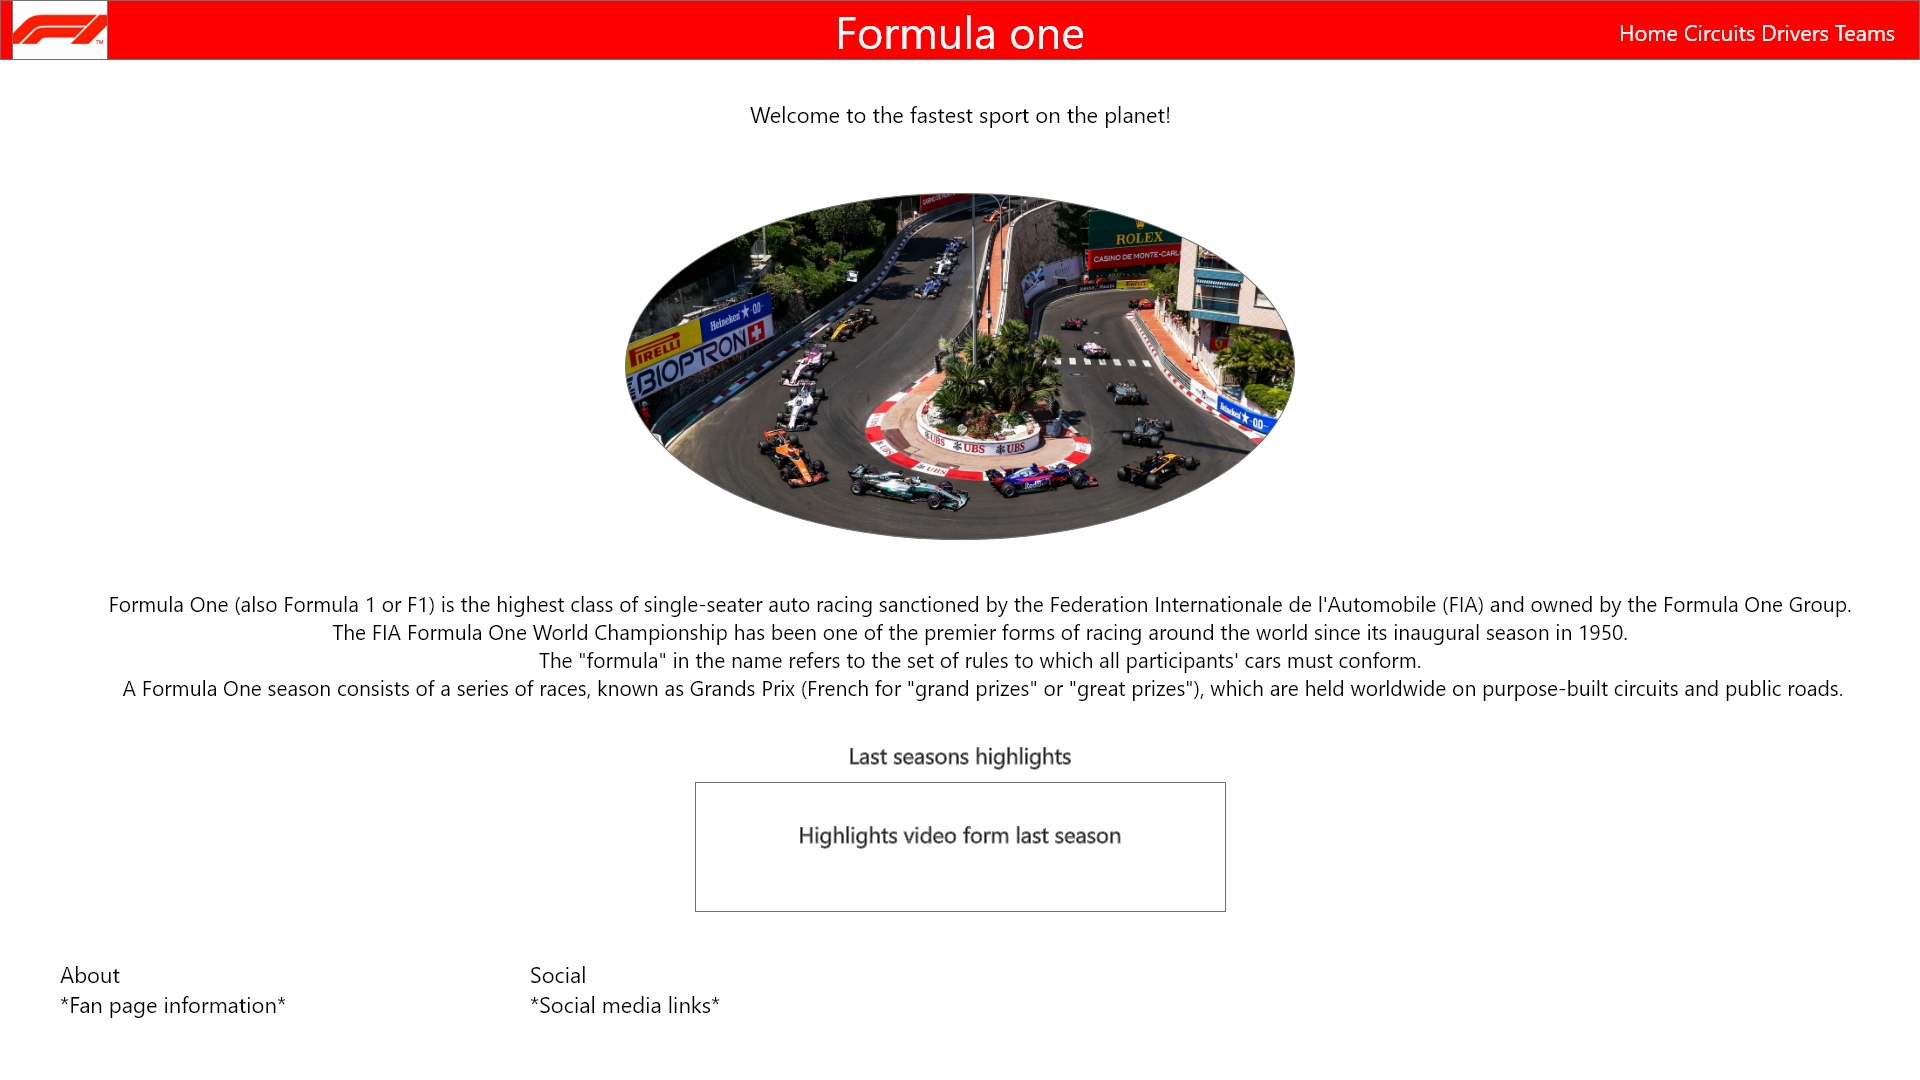 Formula one
Home Circuits Drivers Teams
Welcome to the fastest sport on the planet!
ROLEX
CASINO DE MONTE-CARL
Heineken 0.0
PIRELLI
BIOPTRON
Heineken 0.0
UBS
UBS
UBS
UBS
Formula One (also Formula 1 or F1) is the highest class of single-seater auto racing sanctioned by the Federation Internationale de l'Automobile (FIA) and owned by the Formula One Group.
The FIA Formula One World Championship has been one of the premier forms of racing around the world since its inaugural season in 1950.
The "formula" in the name refers to the set of rules to which all participants' cars must conform.
A Formula One season consists of a series of races, known as Grands Prix (French for "grand prizes" or "great prizes"), which are held worldwide on purpose-built circuits and public roads.
Last seasons highlights
Highlights video form last season
About
*Fan page information*
Social
*Social media links*